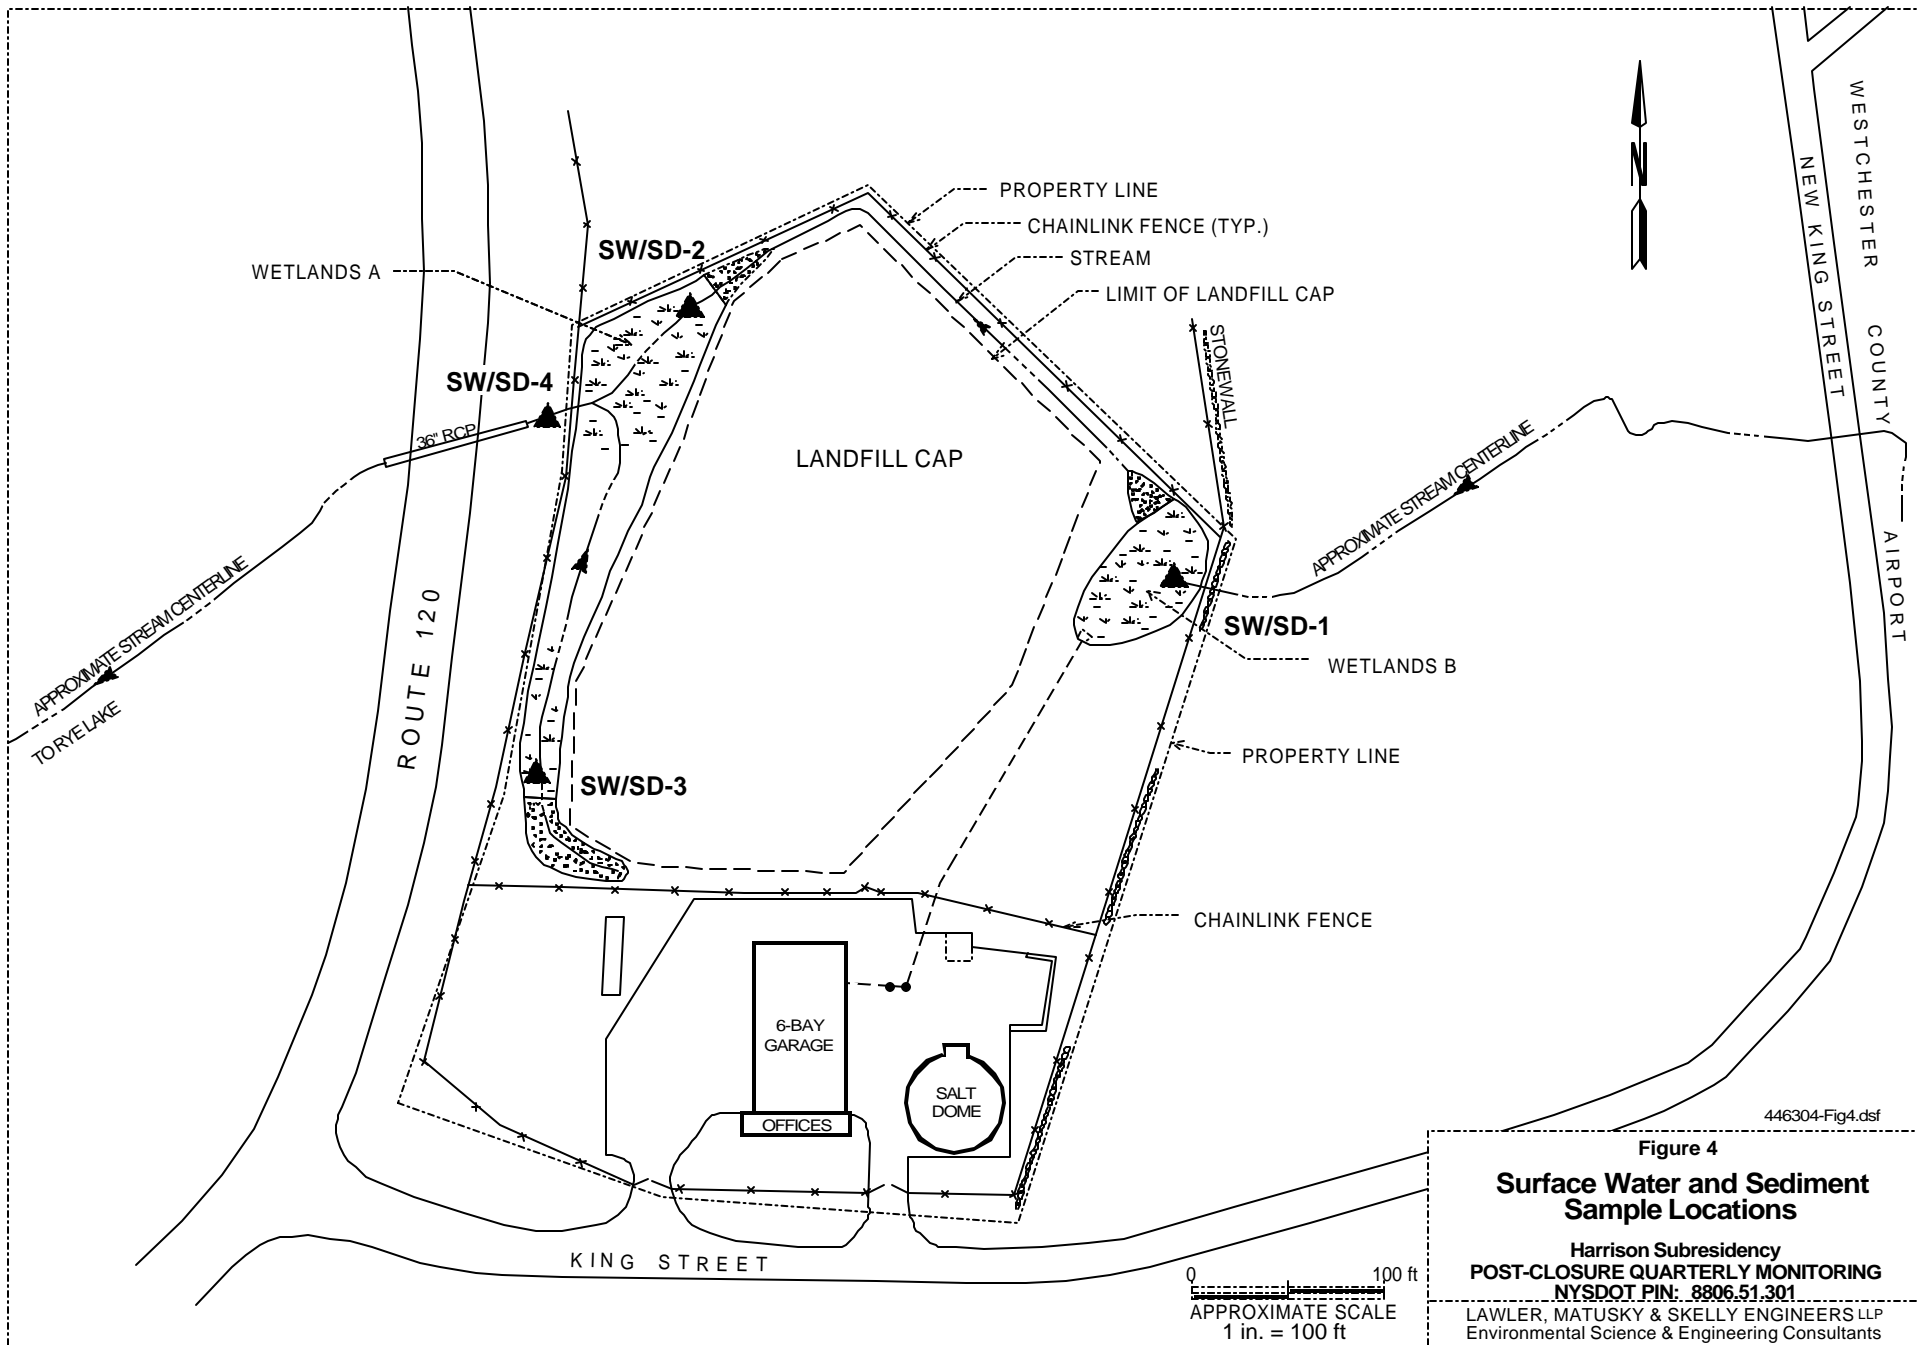 PROPERTY LINE
CHAINLINK FENCE (TYP.)
STREAM
LIMIT OF LANDFILL CAP
N
WESTCHESTER COUNTY AIRPORT
NEW KING STREET
SW/SD-2
WETLANDS A
SW/SD-4
36" RCP
STONEWALL
LANDFILL CAP
APPROXIMATE STREAM CENTERLINE
APPROXIMATE STREAM CENTERLINE
TO RYE LAKE
ROUTE 120
SW/SD-1
WETLANDS B
PROPERTY LINE
SW/SD-3
CHAINLINK FENCE
6-BAY
GARAGE
OFFICES
SALT
DOME
KING STREET
0 100 ft
APPROXIMATE SCALE
1 in. = 100 ft
446304-Fig4.dsf
Figure 4
Surface Water and Sediment
Sample Locations
Harrison Subresidency
POST-CLOSURE QUARTERLY MONITORING
NYSDOT PIN: 8806.51.301
LAWLER, MATUSKY & SKELLY ENGINEERS LLP
Environmental Science & Engineering Consultants